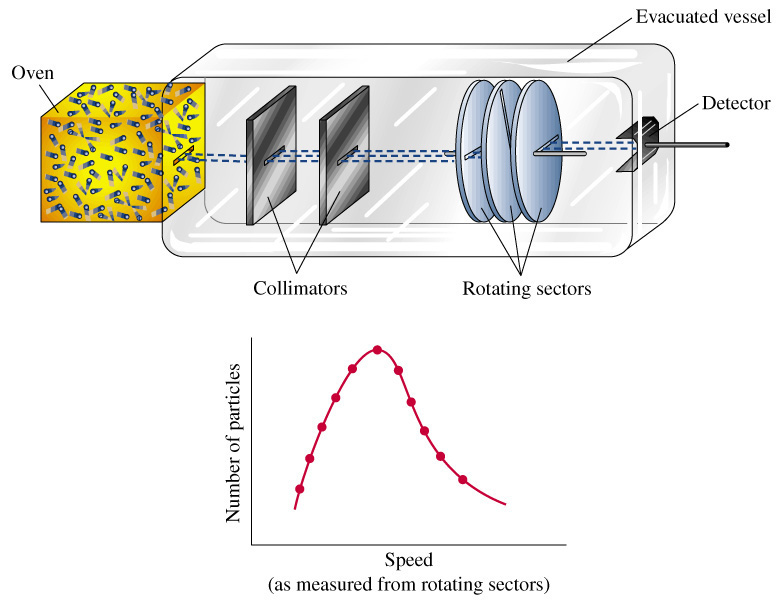 Evacuated vessel
Oven
Detector
Collimators
Rotating sectors
Number of particles
Speed
(as measured from rotating sectors)